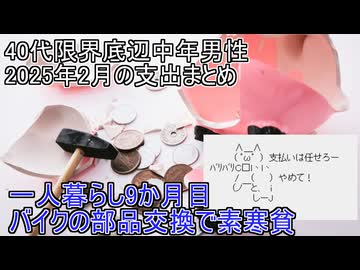 40代限界底辺中年男性
2025年2月の支出まとめ
支払いは任せろー
バリバリ
やめて!
一人暮らし9か月目
バイクの部品交換で素寒貧